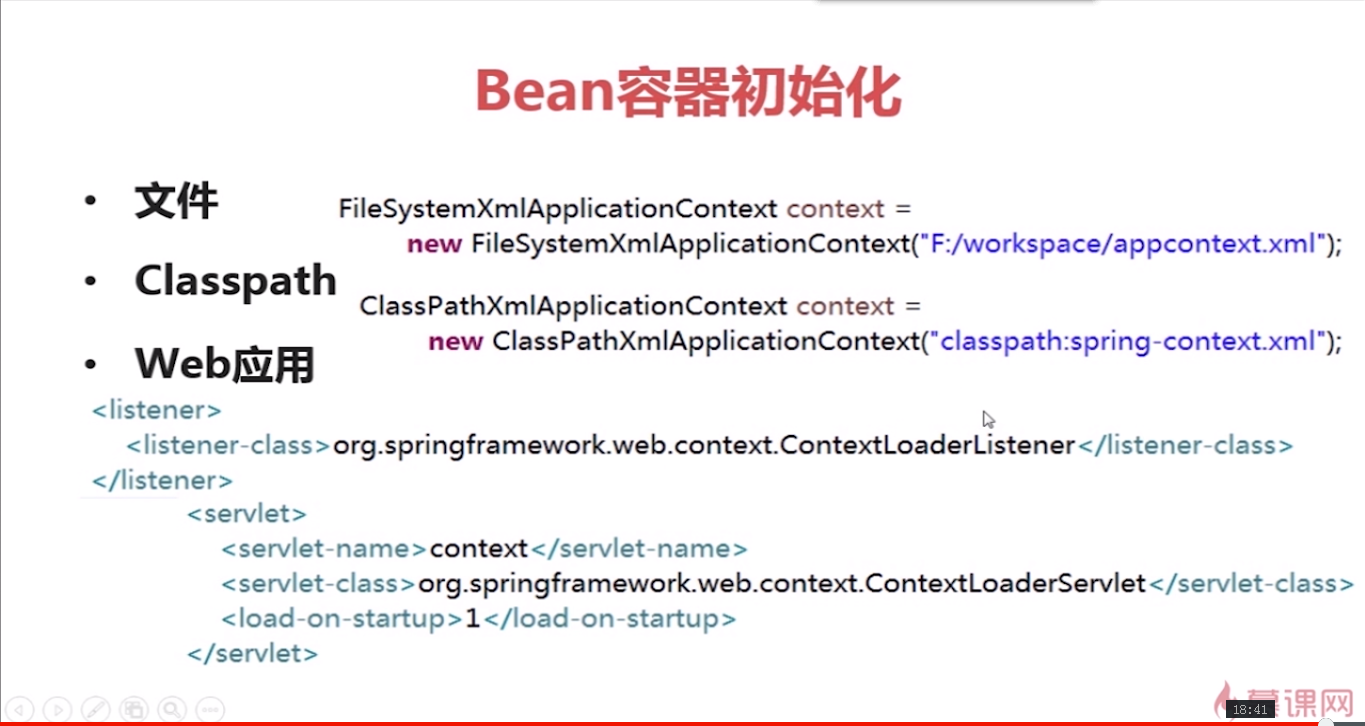 Bean容器初始化
• 文件
FileSystemXmlApplicationContext context =
new FileSystemXmlApplicationContext("F:/workspace/appcontext.xml");
• Classpath
ClassPathXmlApplicationContext context =
new ClassPathXmlApplicationContext("classpath:spring-context.xml");
• Web应用
<listener>
<listener-class>org.springframework.web.context.ContextLoaderListener</listener-class>
</listener>
<servlet>
<servlet-name>context</servlet-name>
<servlet-class>org.springframework.web.context.ContextLoaderServlet</servlet-class>
<load-on-startup>1</load-on-startup>
</servlet>
慕课网
18:41